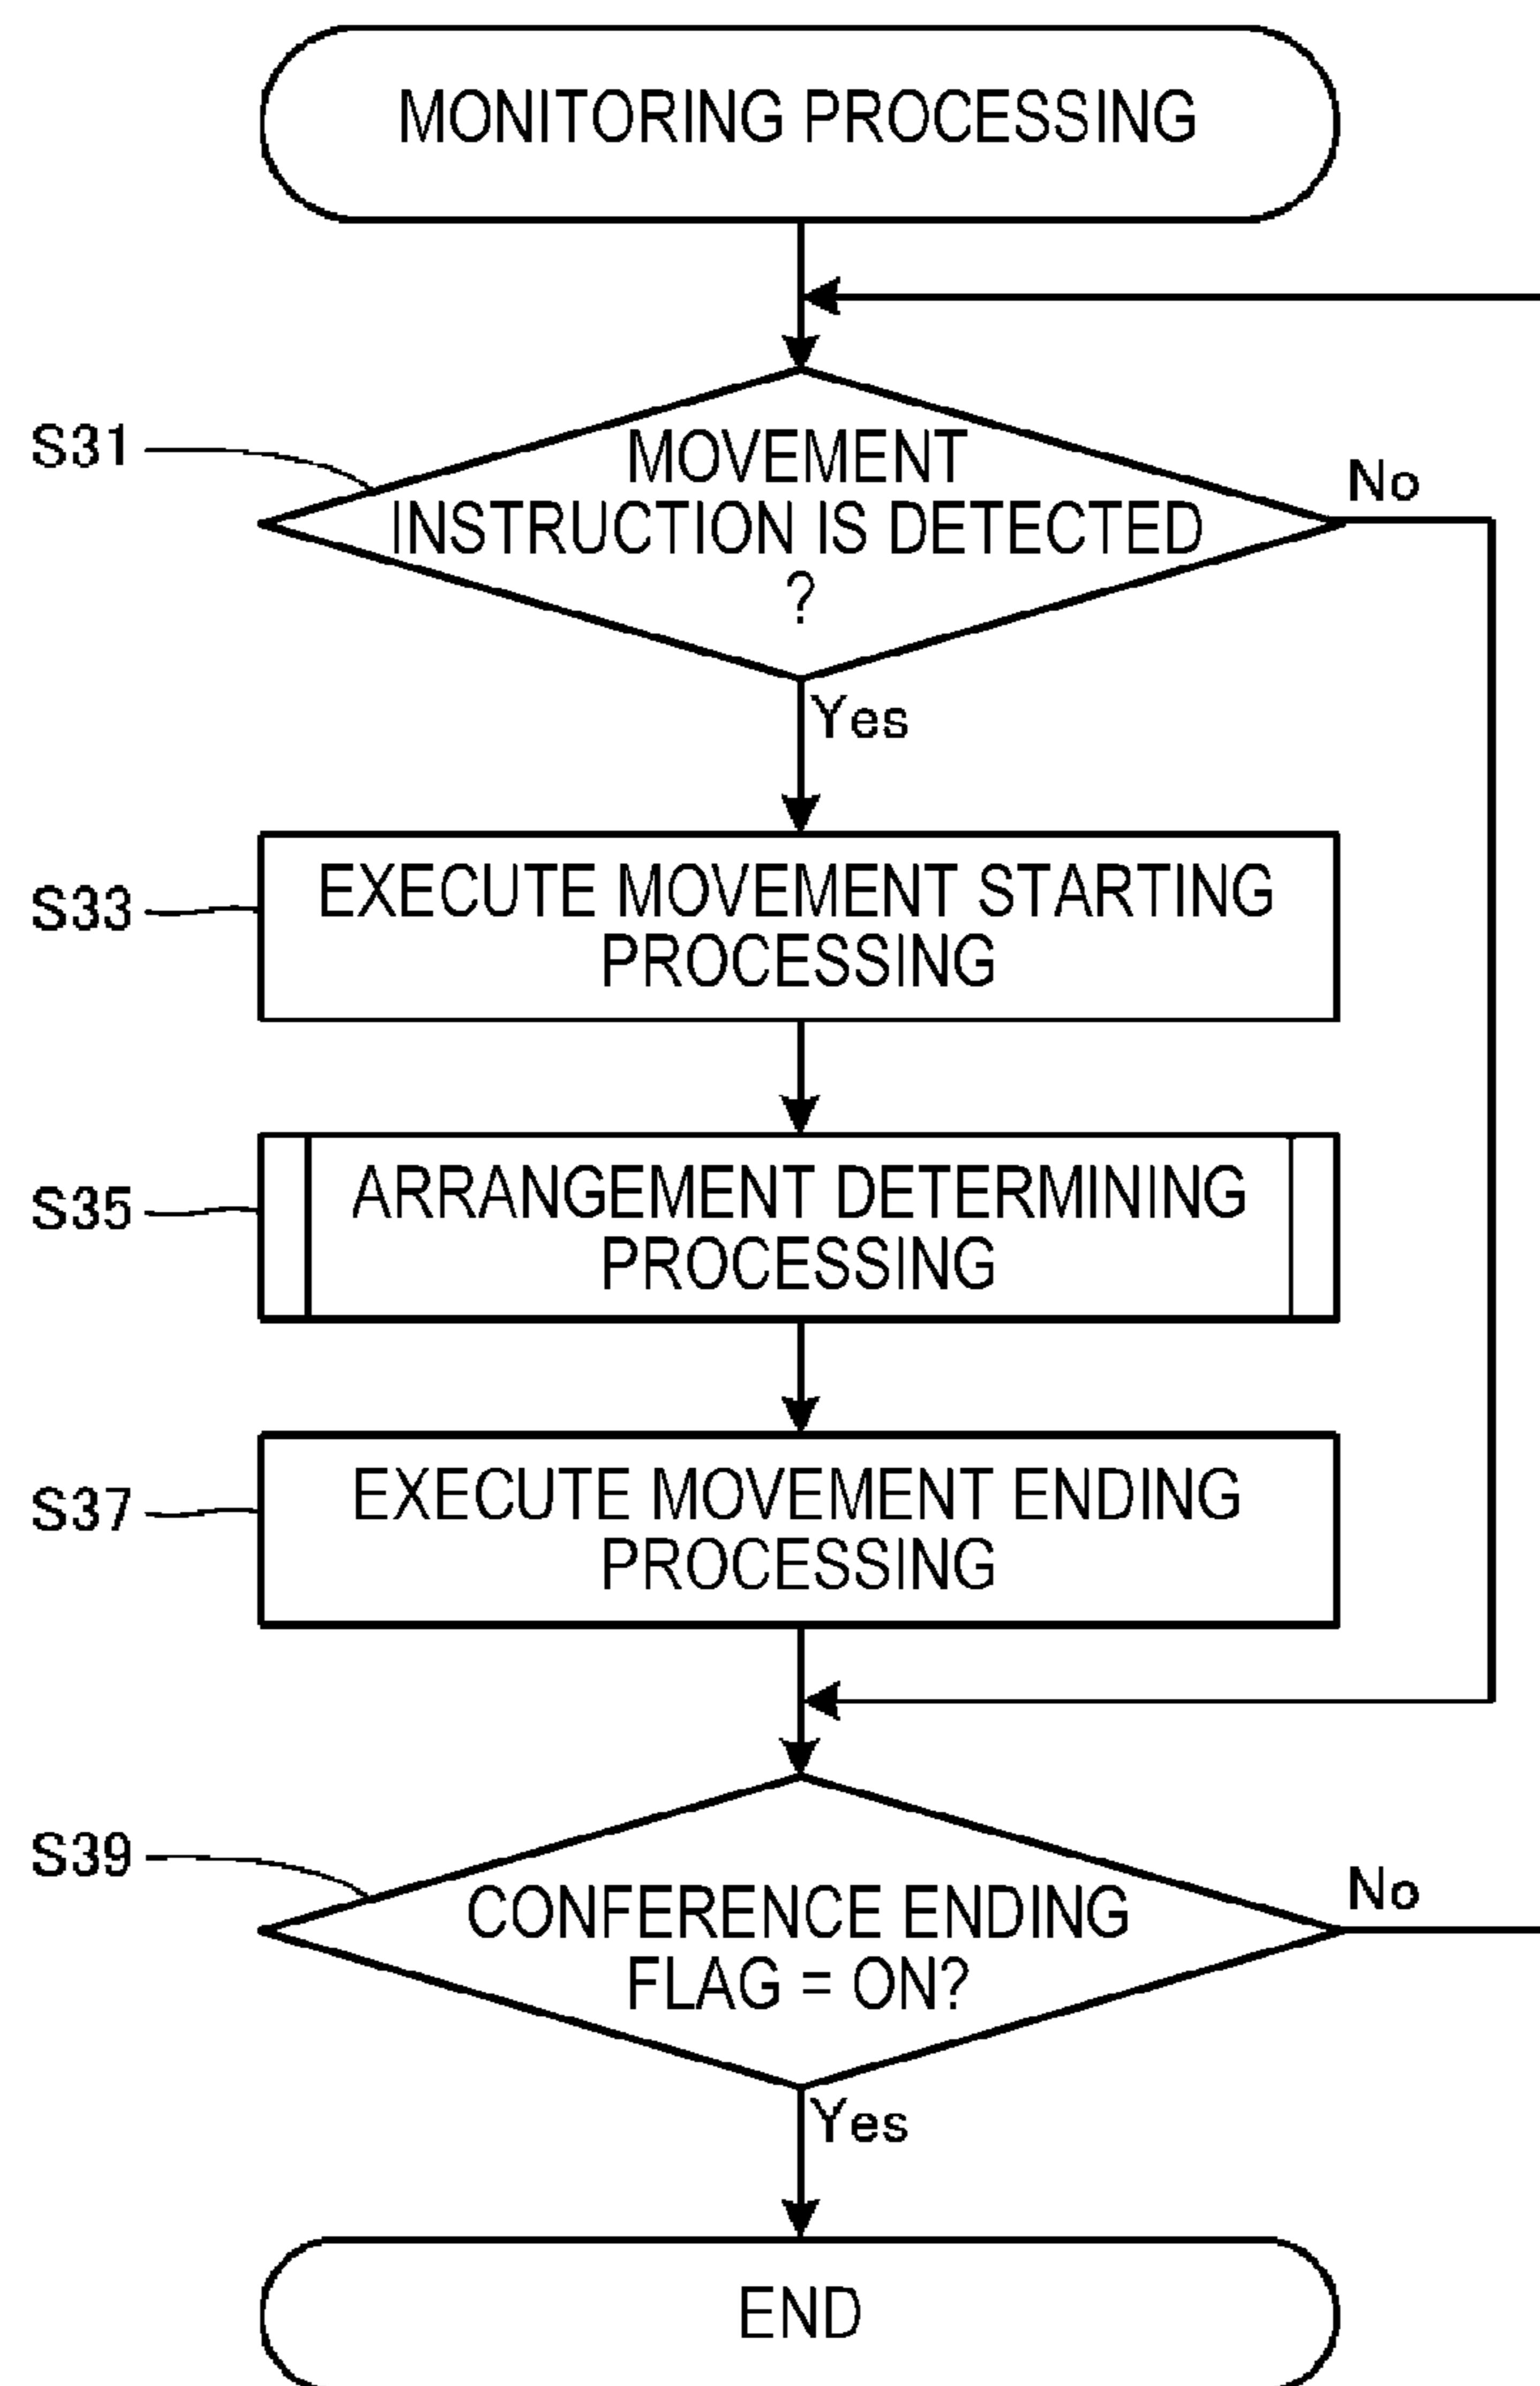 MONITORING PROCESSING
S31
MOVEMENT
INSTRUCTION IS DETECTED
?
No
Yes
S33
EXECUTE MOVEMENT STARTING
PROCESSING
S35
ARRANGEMENT DETERMINING
PROCESSING
S37
EXECUTE MOVEMENT ENDING
PROCESSING
S39
CONFERENCE ENDING
FLAG = ON?
No
Yes
END